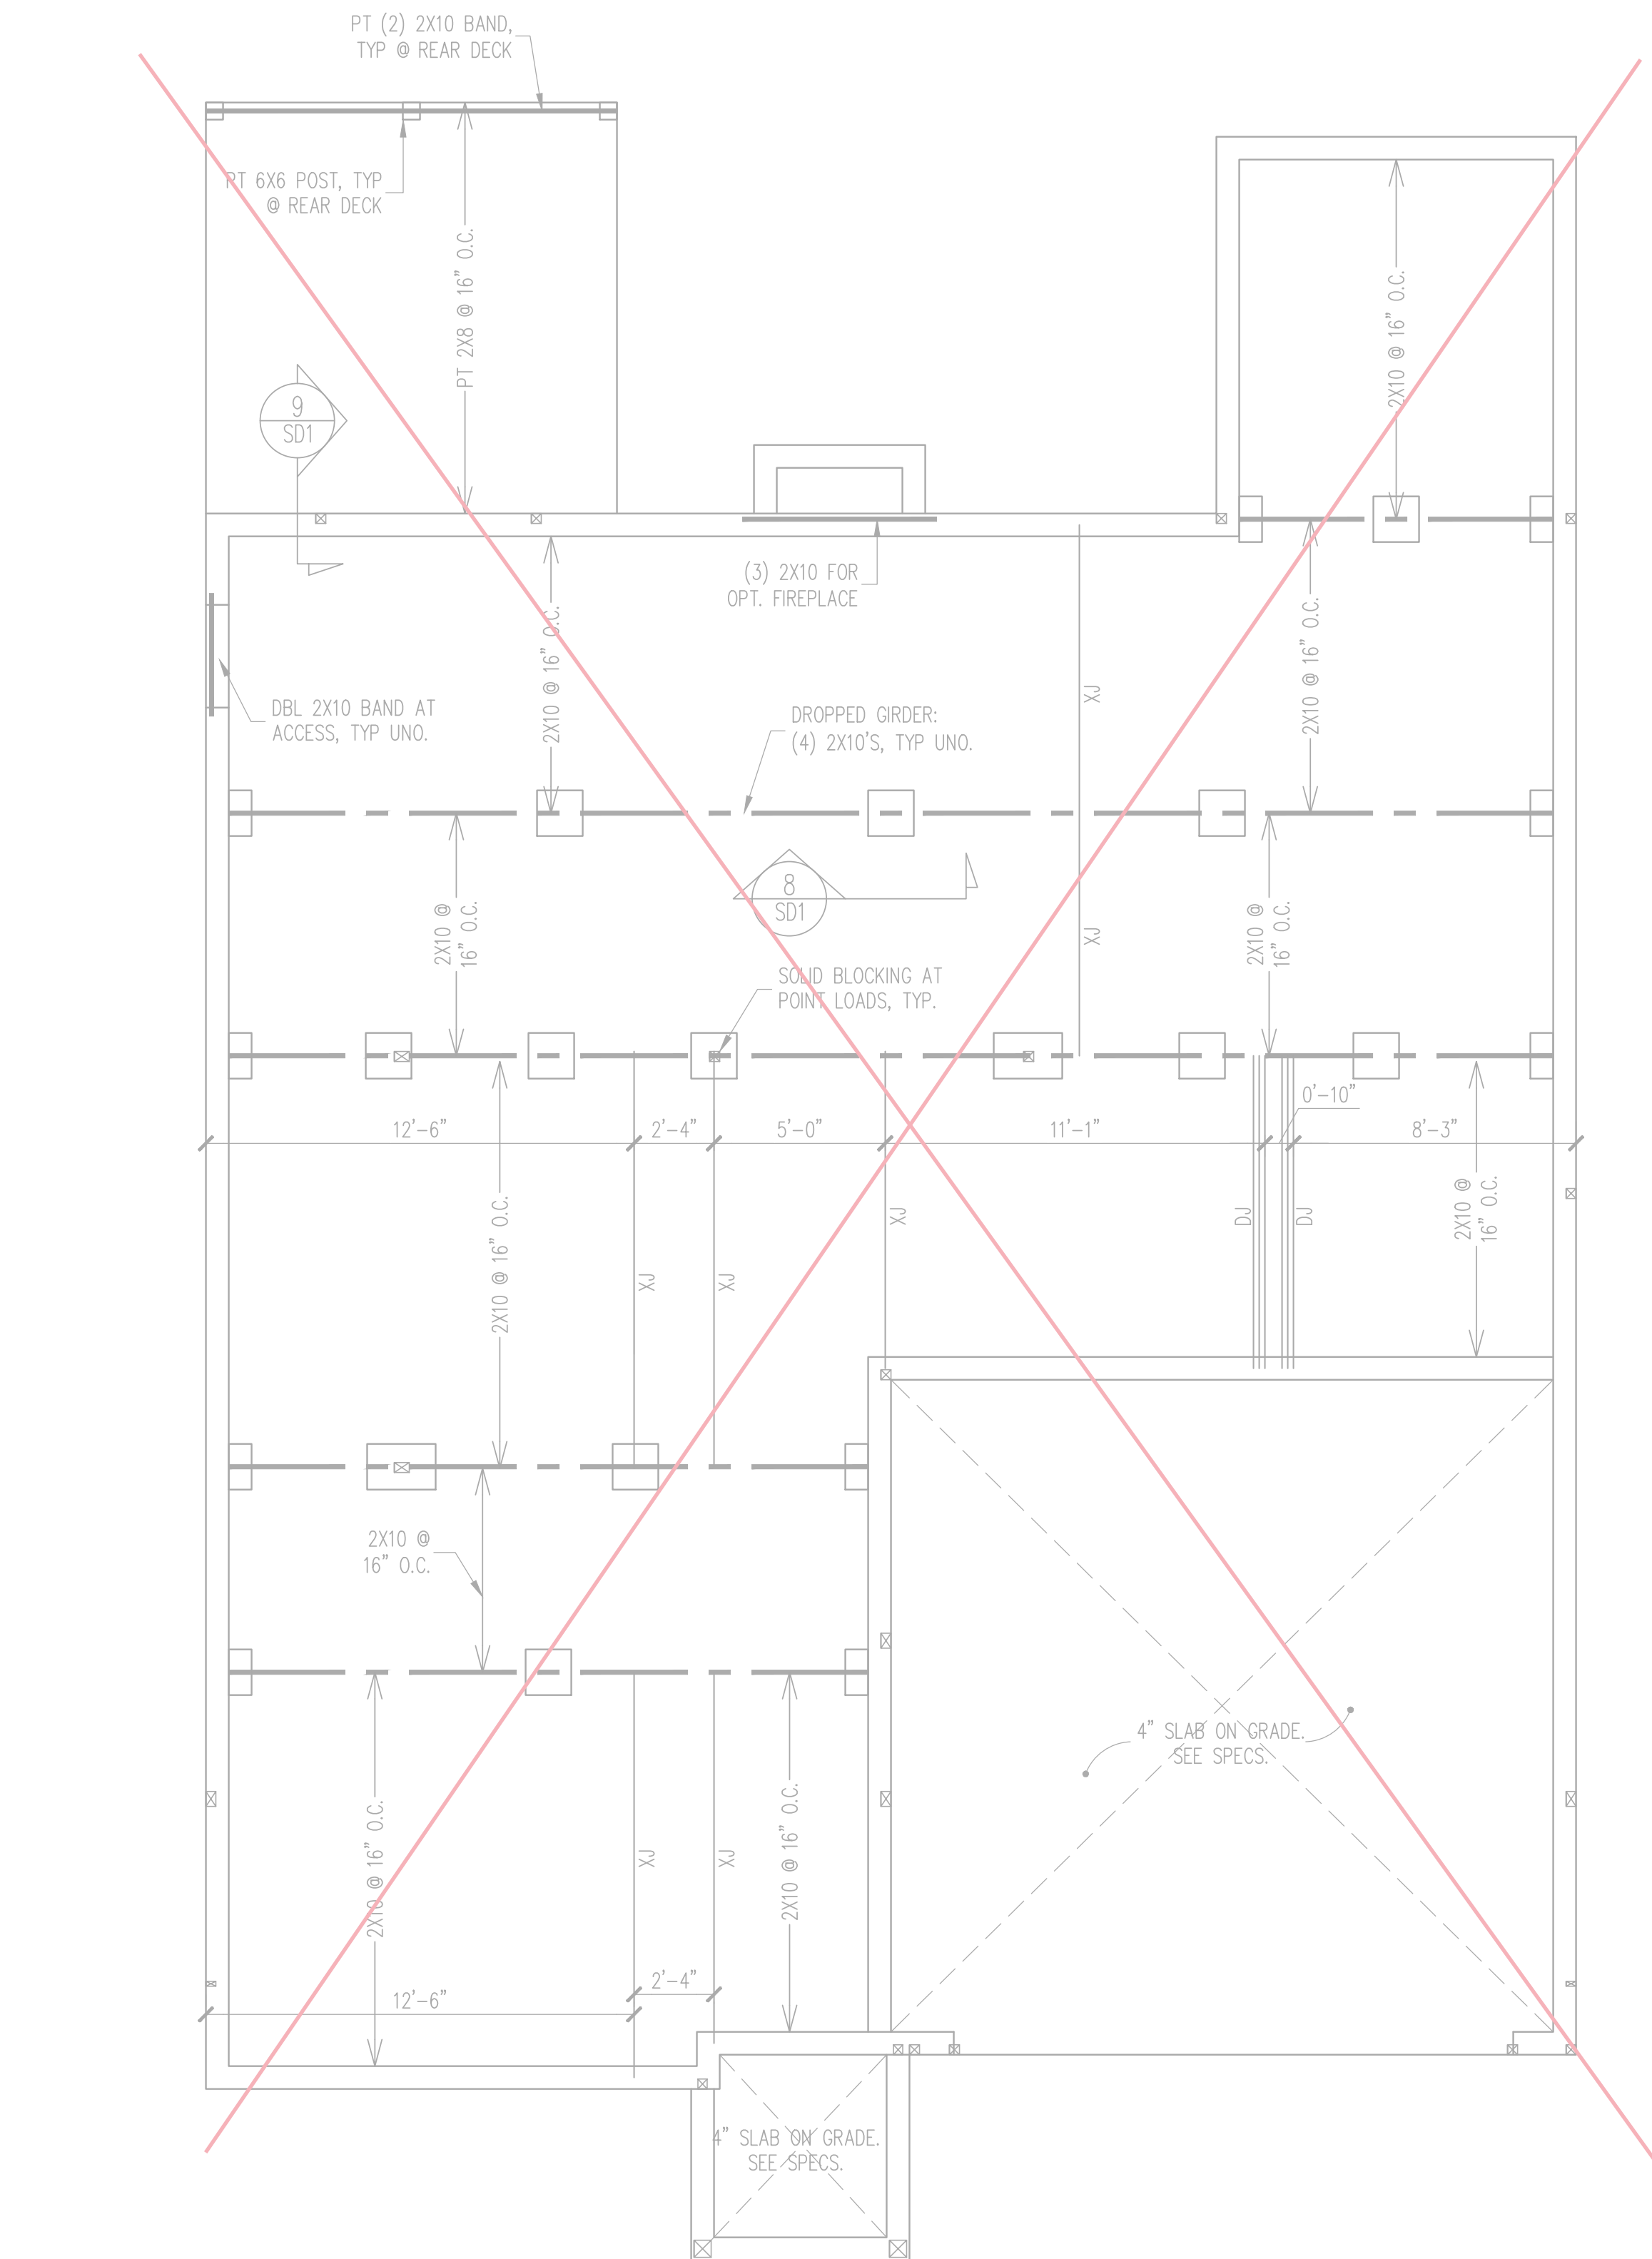 PT (2) 2X10 BAND,
TYP @ REAR DECK
PT 6X6 POST, TYP
@ REAR DECK
PT 2X8 @ 16" O.C.
2X10 @ 16" O.C.
9
SD1
(3) 2X10 FOR
OPT. FIREPLACE
2X10 @ 16" O.C.
2X10 @ 16" O.C.
XJ
DBL 2X10 BAND AT
ACCESS, TYP UNO.
DROPPED GIRDER:
(4) 2X10'S, TYP UNO.
8
SD1
2X10 @
16" O.C.
XJ
2X10 @
16" O.C.
SOLID BLOCKING AT
POINT LOADS, TYP.
0'-10"
12'-6"
2'-4"
5'-0"
11'-1"
8'-3"
2X10 @ 16" O.C.
XJ
XJ
XJ
DJ
DJ
2X10 @
16" O.C.
2X10 @
16" O.C.
4" SLAB ON GRADE.
SEE SPECS.
2X10 @ 16" O.C.
XJ
XJ
2X10 @ 16" O.C.
2'-4"
12'-6"
4" SLAB ON GRADE.
SEE SPECS.